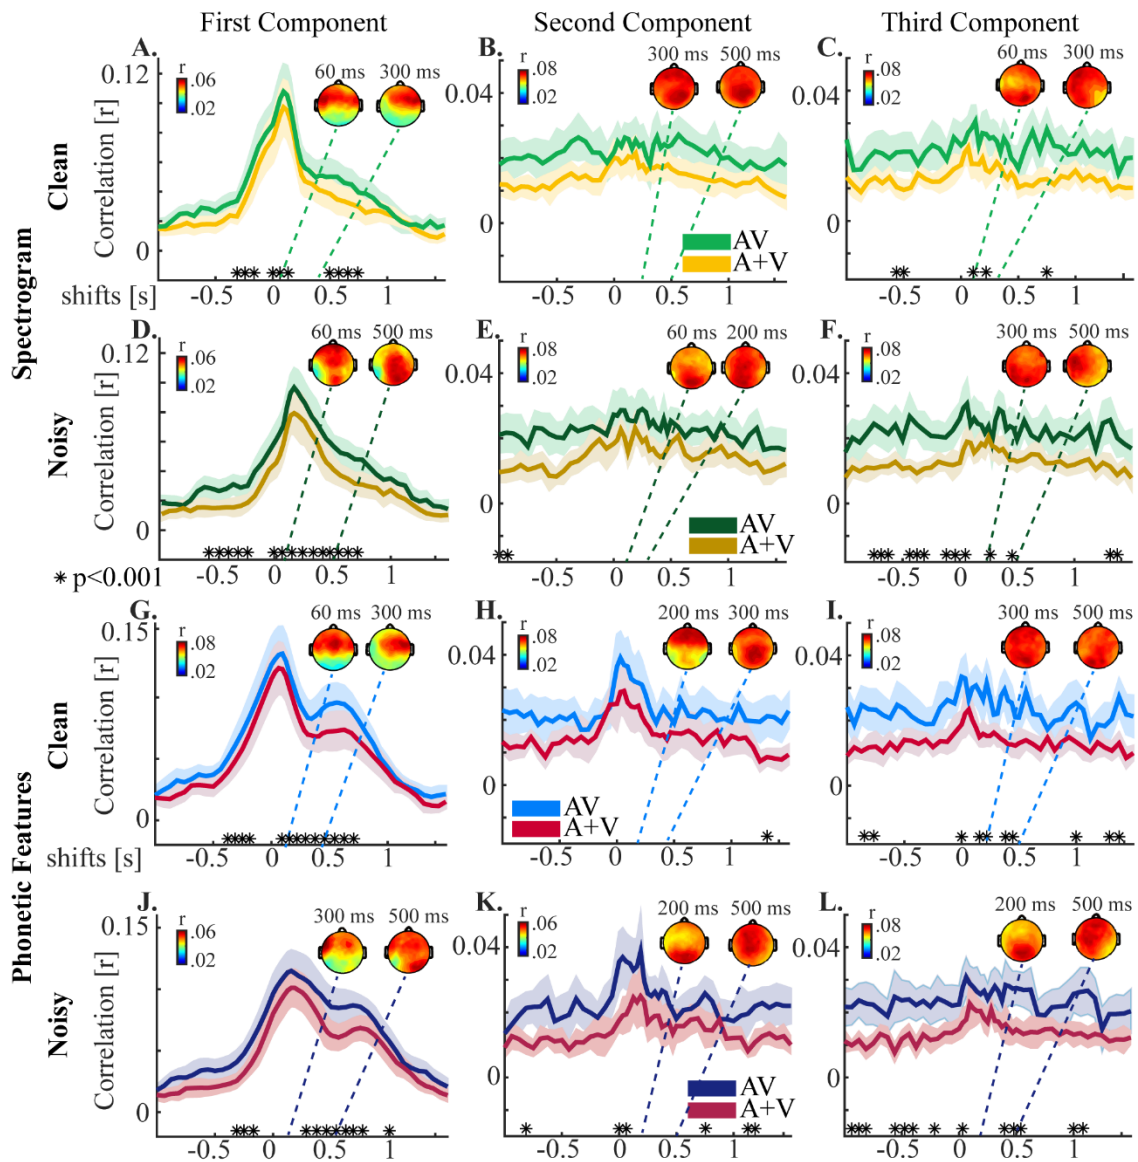 First Component Second Component Third Component
A. B. C.
0.12 r .06 .02 60 ms 300 ms
0.04 r .08 .02 300 ms 500 ms
0.04 r .08 .02 60 ms 300 ms
Spectrogram
Clean
Correlation [r]
0
0
0
AV
A+V
shifts [s] -0.5 0 0.5 1
-0.5 0 0.5 1
-0.5 0 0.5 1
D. E. F.
0.12 r .06 .02 60 ms 500 ms
0.04 r .08 .02 60 ms 200 ms
0.04 r .08 .02 300 ms 500 ms
Noisy
Correlation [r]
0
0
0
AV
A+V
* p<0.001
-0.5 0 0.5 1
-0.5 0 0.5 1
-0.5 0 0.5 1
G. H. I.
0.15 r .08 .02 60 ms 300 ms
0.04 r .08 .02 200 ms 300 ms
0.04 r .08 .02 300 ms 500 ms
Phonetic Features
Clean
Correlation [r]
0
0
0
AV
A+V
shifts [s] -0.5 0 0.5 1
-0.5 0 0.5 1
-0.5 0 0.5 1
J. K. L.
0.15 r .06 .02 300 ms 500 ms
0.04 r .06 .02 200 ms 500 ms
0.04 r .08 .02 200 ms 500 ms
Noisy
Correlation [r]
0
0
0
AV
A+V
-0.5 0 0.5 1
-0.5 0 0.5 1
-0.5 0 0.5 1